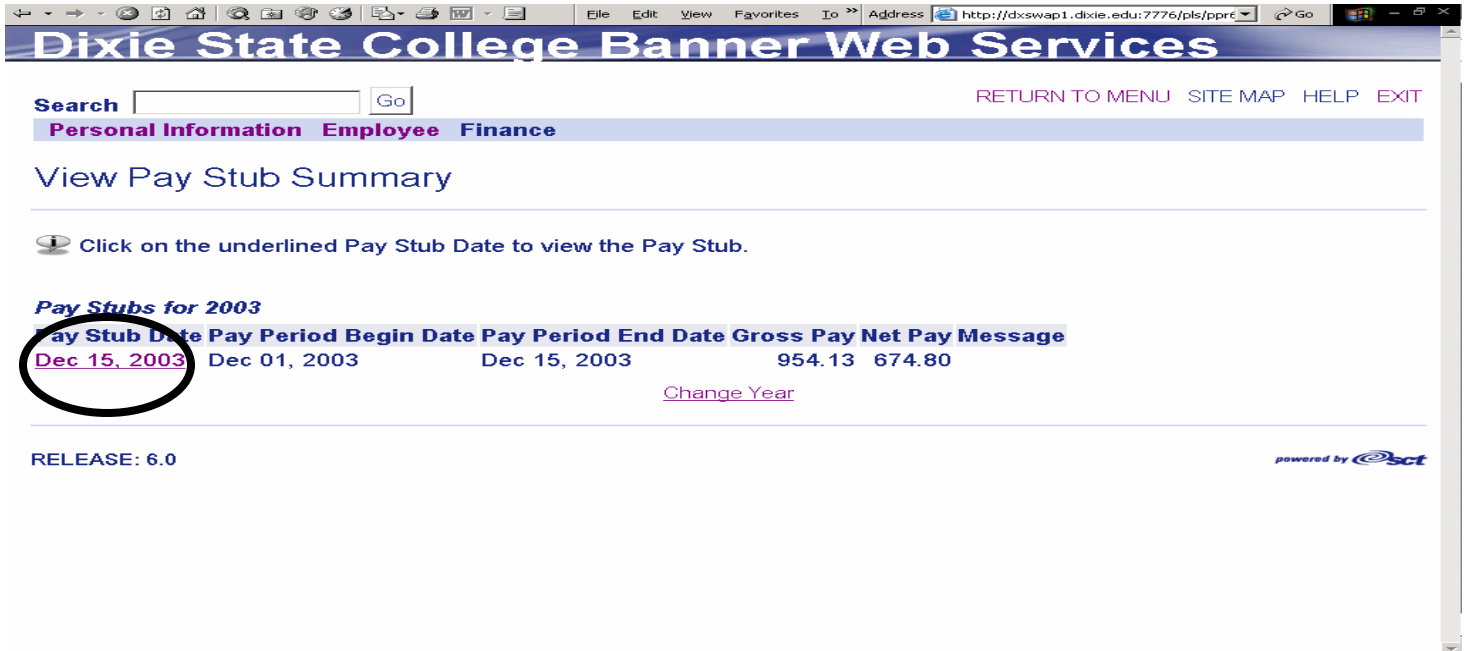 File Edit View Favorites To » Address http://dxswap1.dixie.edu:7776/pls/ppre Go
Dixie State College Banner Web Services
Search Go RETURN TO MENU SITE MAP HELP EXIT
Personal Information Employee Finance
View Pay Stub Summary
Click on the underlined Pay Stub Date to view the Pay Stub.
Pay Stubs for 2003
Pay Stub Date Pay Period Begin Date Pay Period End Date Gross Pay Net Pay Message
Dec 15, 2003 Dec 01, 2003 Dec 15, 2003 954.13 674.80
Change Year
RELEASE: 6.0 powered by sct